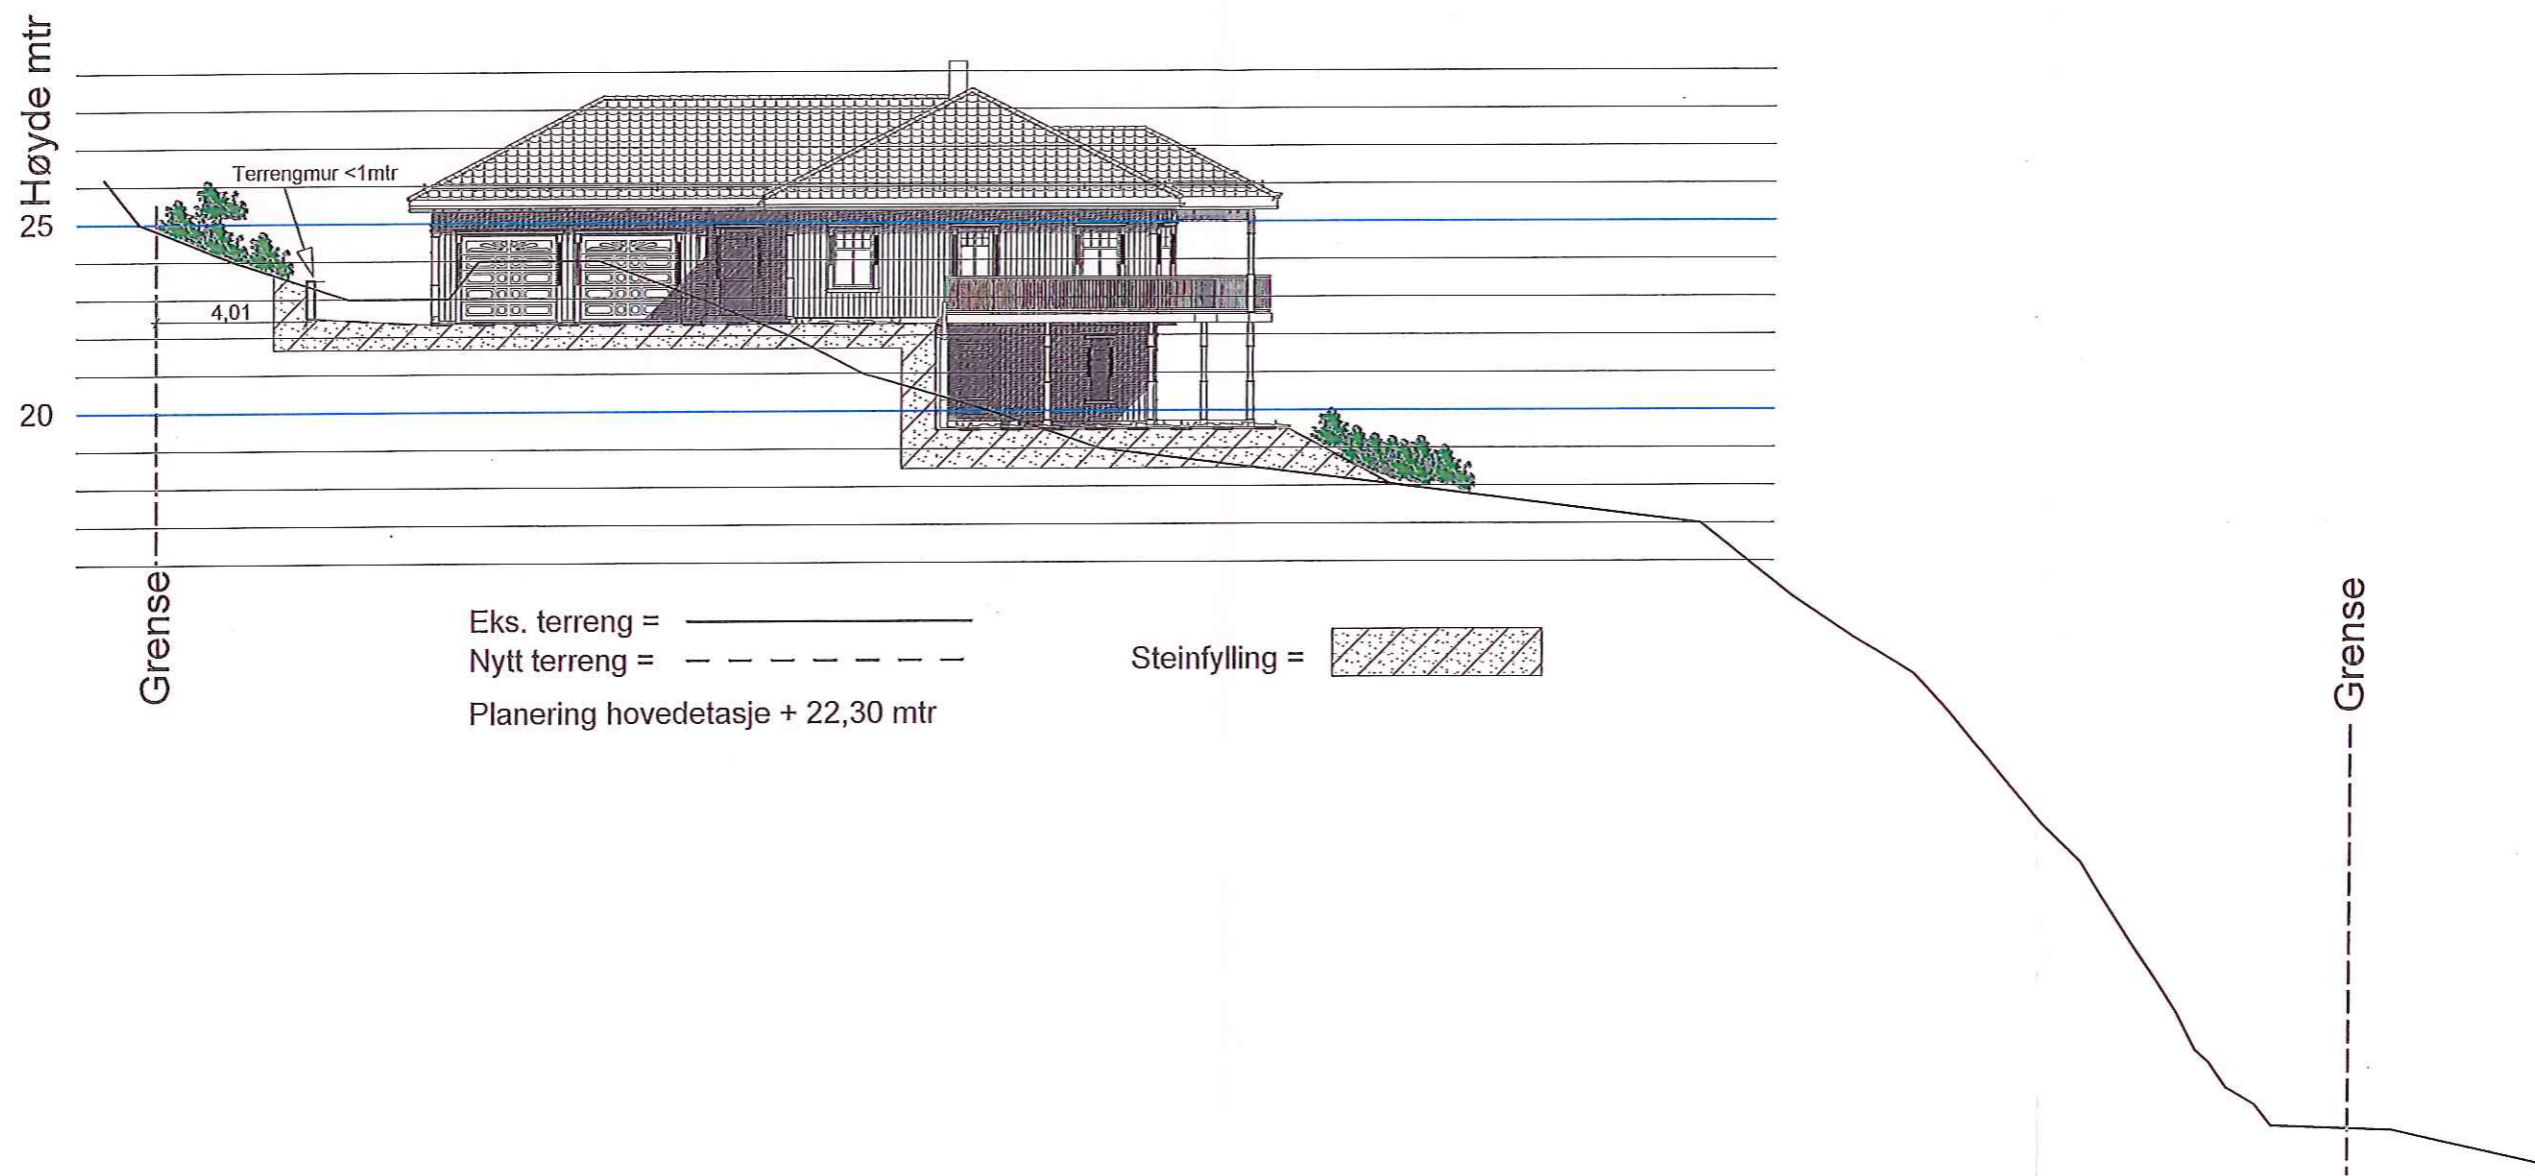 Høyde mtr
Terrengmur <1mtr
25
4,01
20
Grense
Eks. terreng =
Nytt terreng =
Steinfylling =
Planering hovedetasje + 22,30 mtr
Grense